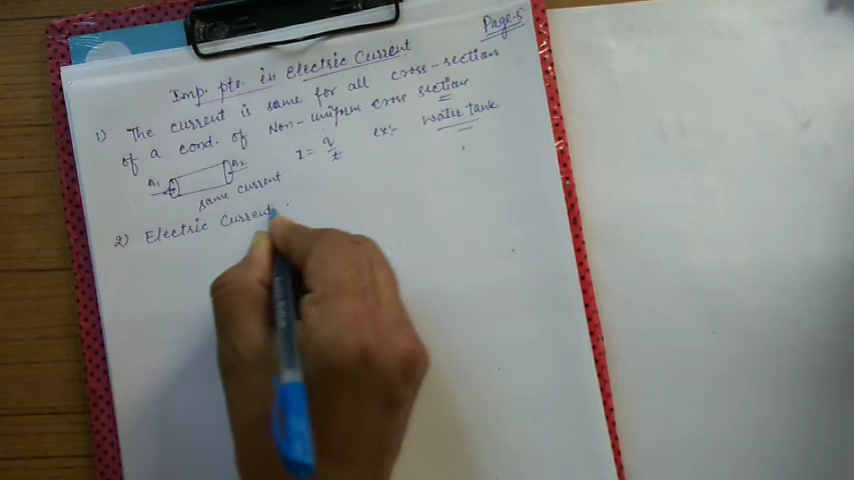 Page-5
Imp. pts. in Electric Current
1) The current is same for all cross-section
of a cond. of Non-uniform cross section
I = q/t ex:- water tank
A1 A2
same current
2) Electric Current